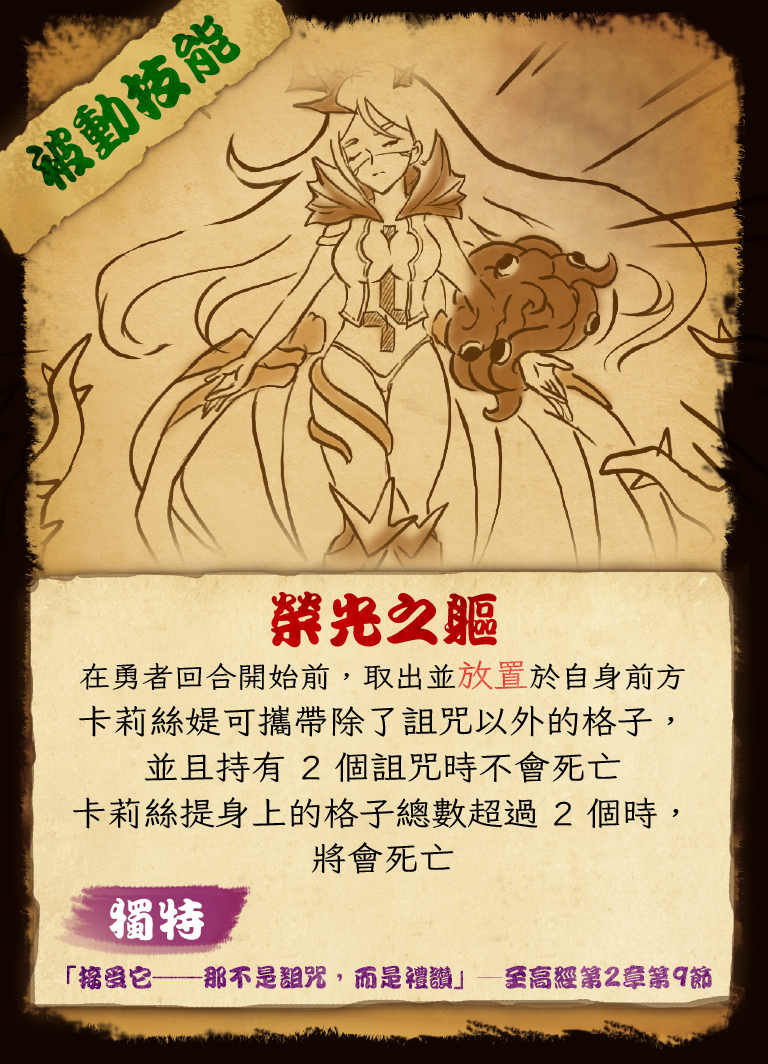 被動技能
榮光之軀
在勇者回合開始前，取出並放置於自身前方
卡莉絲媞可攜帶除了詛咒以外的格子，
並且持有 2 個詛咒時不會死亡
卡莉絲提身上的格子總數超過 2 個時，
將會死亡
獨特
「接受它──那不是詛咒，而是禮讚」─至高經第2章第9節